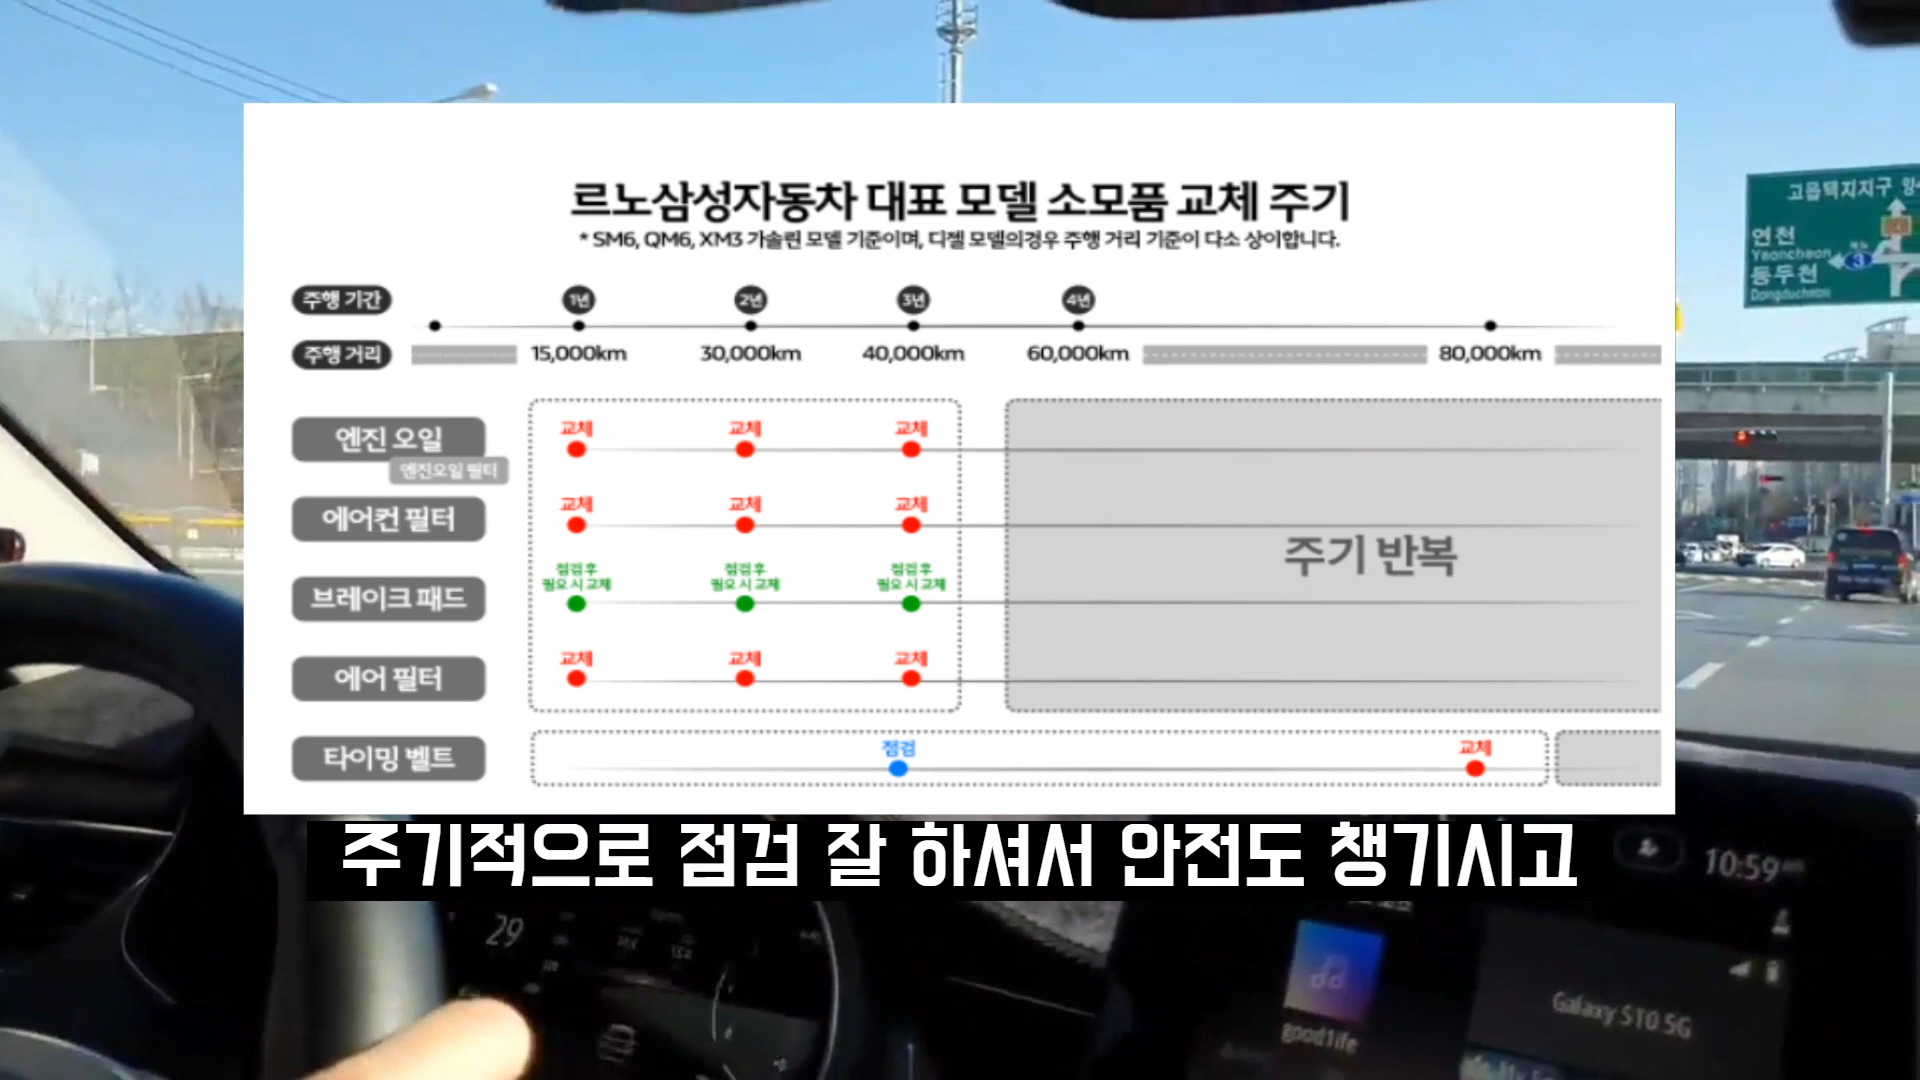 르노삼성자동차 대표 모델 소모품 교체 주기
* SM6, QM6, XM3 가솔린 모델 기준이며, 디젤 모델의경우 주행 거리 기준이 다소 상이합니다.
주행 기간 1년 2년 3년 4년
주행 거리 15,000km 30,000km 40,000km 60,000km 80,000km
엔진 오일 교체 교체 교체
엔진오일 필터
에어컨 필터 교체 교체 교체
주기 반복
점검 후 점검 후 점검 후
필요 시 교체 필요 시 교체 필요 시 교체
브레이크 패드
에어 필터 교체 교체 교체
타이밍 벨트 점검 교체
주기적으로 점검 잘 하셔서 안전도 챙기시고
고읍택지지구
연천
Yeoncheon
3
동두천
Dongducheon
10:59
29
good1ife
Galaxy S10 5G